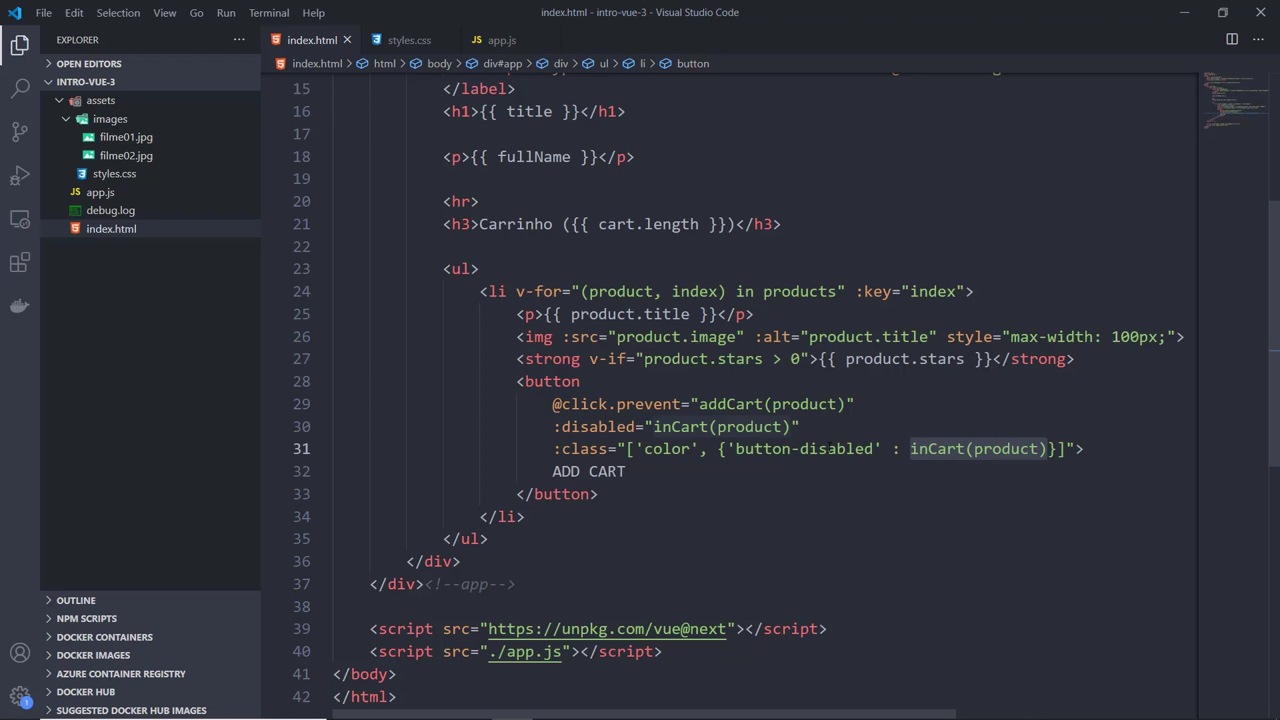 File Edit Selection View Go Run Terminal Help index.html - intro-vue-3 - Visual Studio Code
EXPLORER ···
OPEN EDITORS
INTRO-VUE-3
assets
images
filme01.jpg
filme02.jpg
styles.css
JS app.js
debug.log
index.html
OUTLINE
NPM SCRIPTS
DOCKER CONTAINERS
DOCKER IMAGES
AZURE CONTAINER REGISTRY
DOCKER HUB
SUGGESTED DOCKER HUB IMAGES
1
index.html styles.css JS app.js
index.html > html > body > div#app > div > ul > li > button
15 </label>
16 <h1>{{ title }}</h1>
17
18 <p>{{ fullName }}</p>
19
20 <hr>
21 <h3>Carrinho ({{ cart.length }})</h3>
22
23 <ul>
24 <li v-for="(product, index) in products" :key="index">
25 <p>{{ product.title }}</p>
26 <img :src="product.image" :alt="product.title" style="max-width: 100px;">
27 <strong v-if="product.stars > 0">{{ product.stars }}</strong>
28 <button
29 @click.prevent="addCart(product)"
30 :disabled="inCart(product)"
31 :class="['color', {'button-disabled' : inCart(product)}]">
32 ADD CART
33 </button>
34 </li>
35 </ul>
36 </div>
37 </div><!--app-->
38
39 <script src="https://unpkg.com/vue@next"></script>
40 <script src="./app.js"></script>
41 </body>
42 </html>